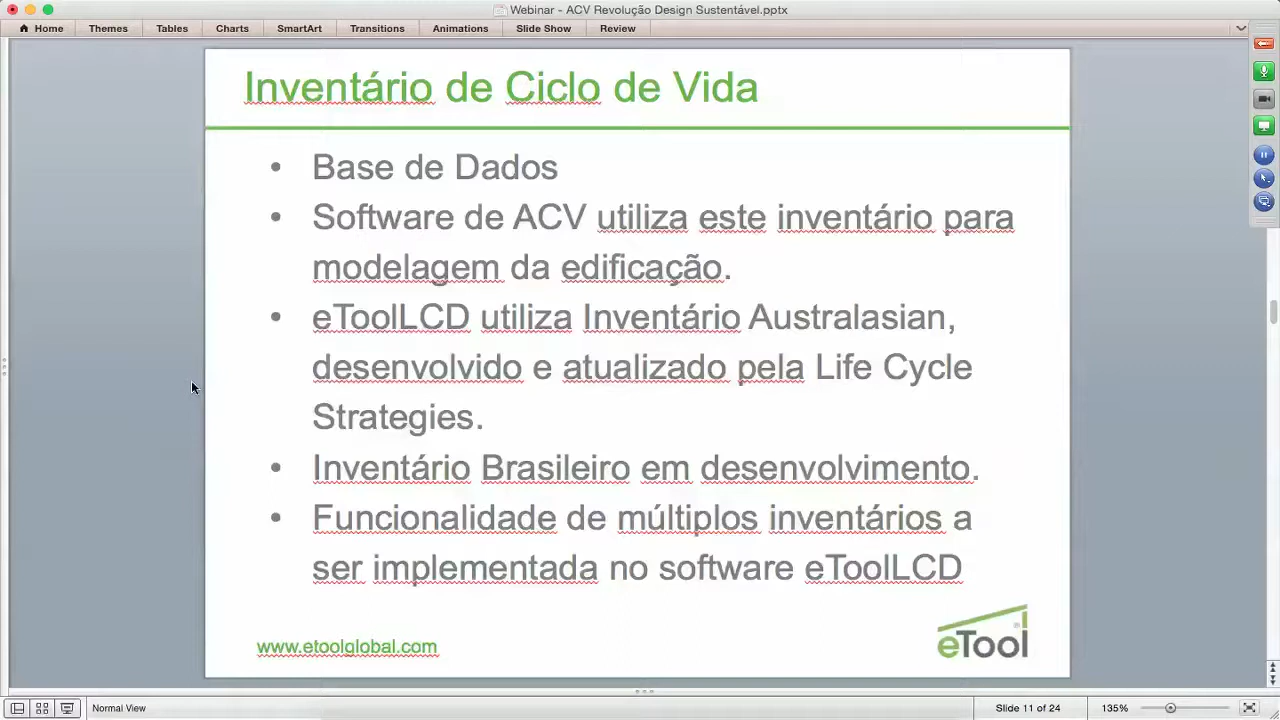 Webinar - ACV Revolução Design Sustentável.pptx
Home Themes Tables Charts SmartArt Transitions Animations Slide Show Review
Inventário de Ciclo de Vida
• Base de Dados
• Software de ACV utiliza este inventário para
modelagem da edificação.
• eToolLCD utiliza Inventário Australasian,
desenvolvido e atualizado pela Life Cycle
Strategies.
• Inventário Brasileiro em desenvolvimento.
• Funcionalidade de múltiplos inventários a
ser implementada no software eToolLCD
www.etoolglobal.com
eTool®
Normal View Slide 11 of 24 135%